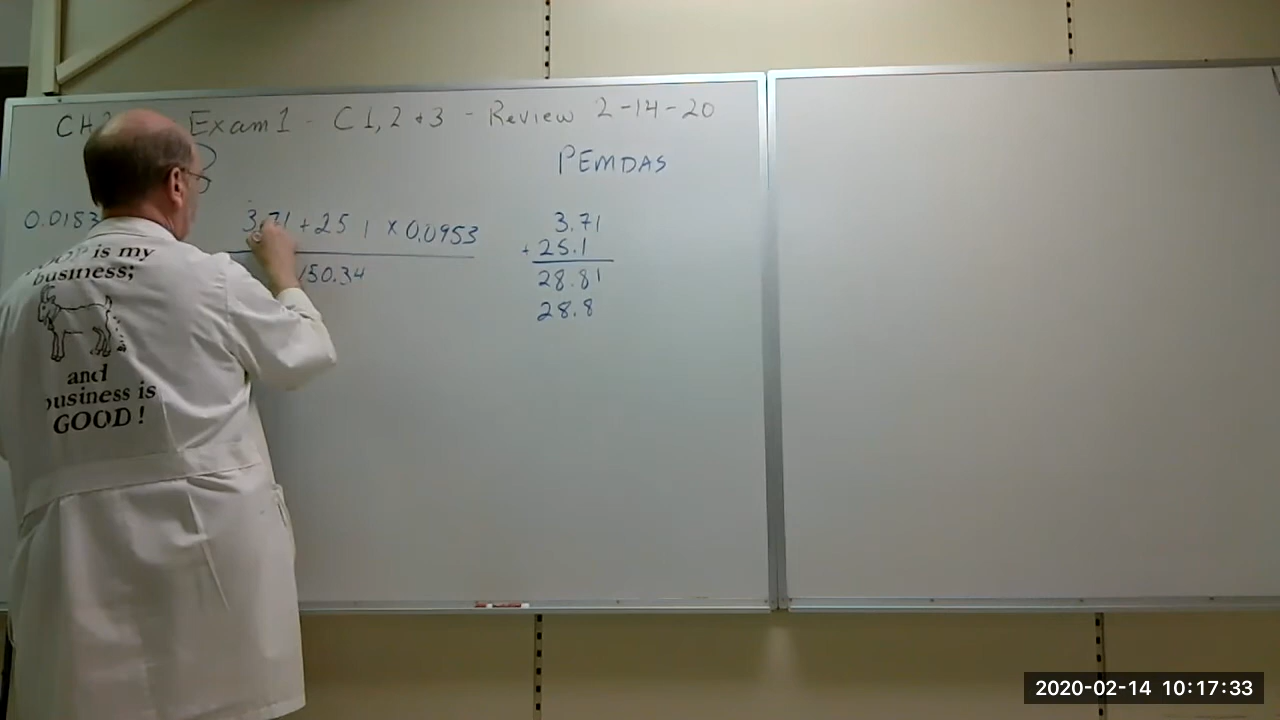 Exam 1 - C 1, 2 + 3 - Review 2-14-20
PEMDAS
0.0183
3.71 + 25 1 x 0.0953
150.34
3.71
+ 25.1
28.81
28.8
is my
business;
and
business is
GOOD!
2020-02-14 10:17:33